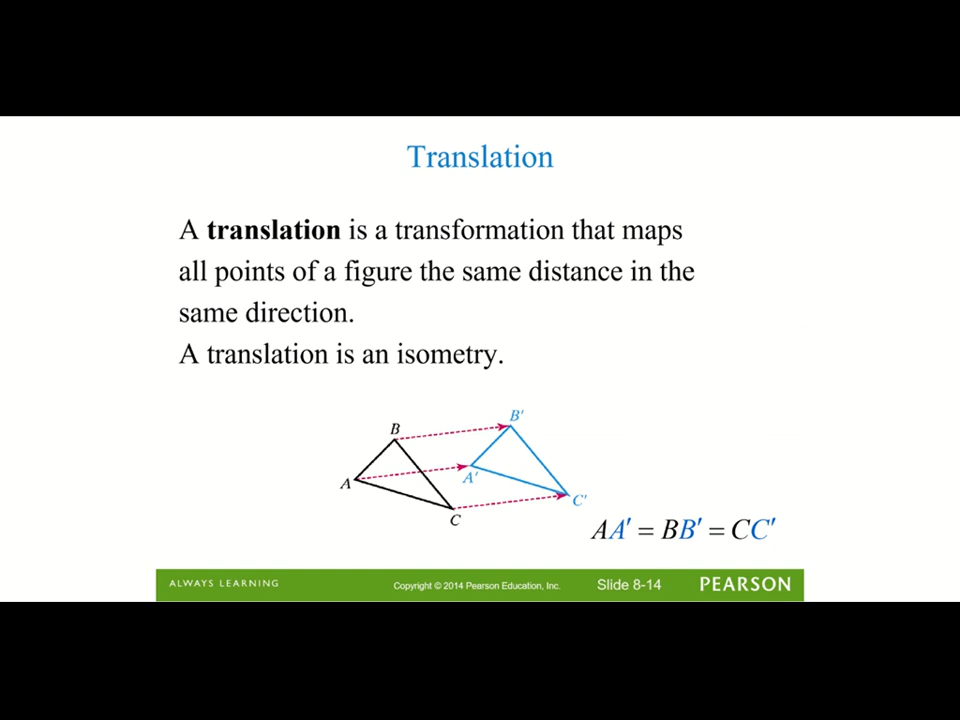 Translation
A translation is a transformation that maps
all points of a figure the same distance in the
same direction.
A translation is an isometry.
B
B′
A
A′
C
C′
AA′ = BB′ = CC′
ALWAYS LEARNING
Copyright © 2014 Pearson Education, Inc.
Slide 8-14
PEARSON